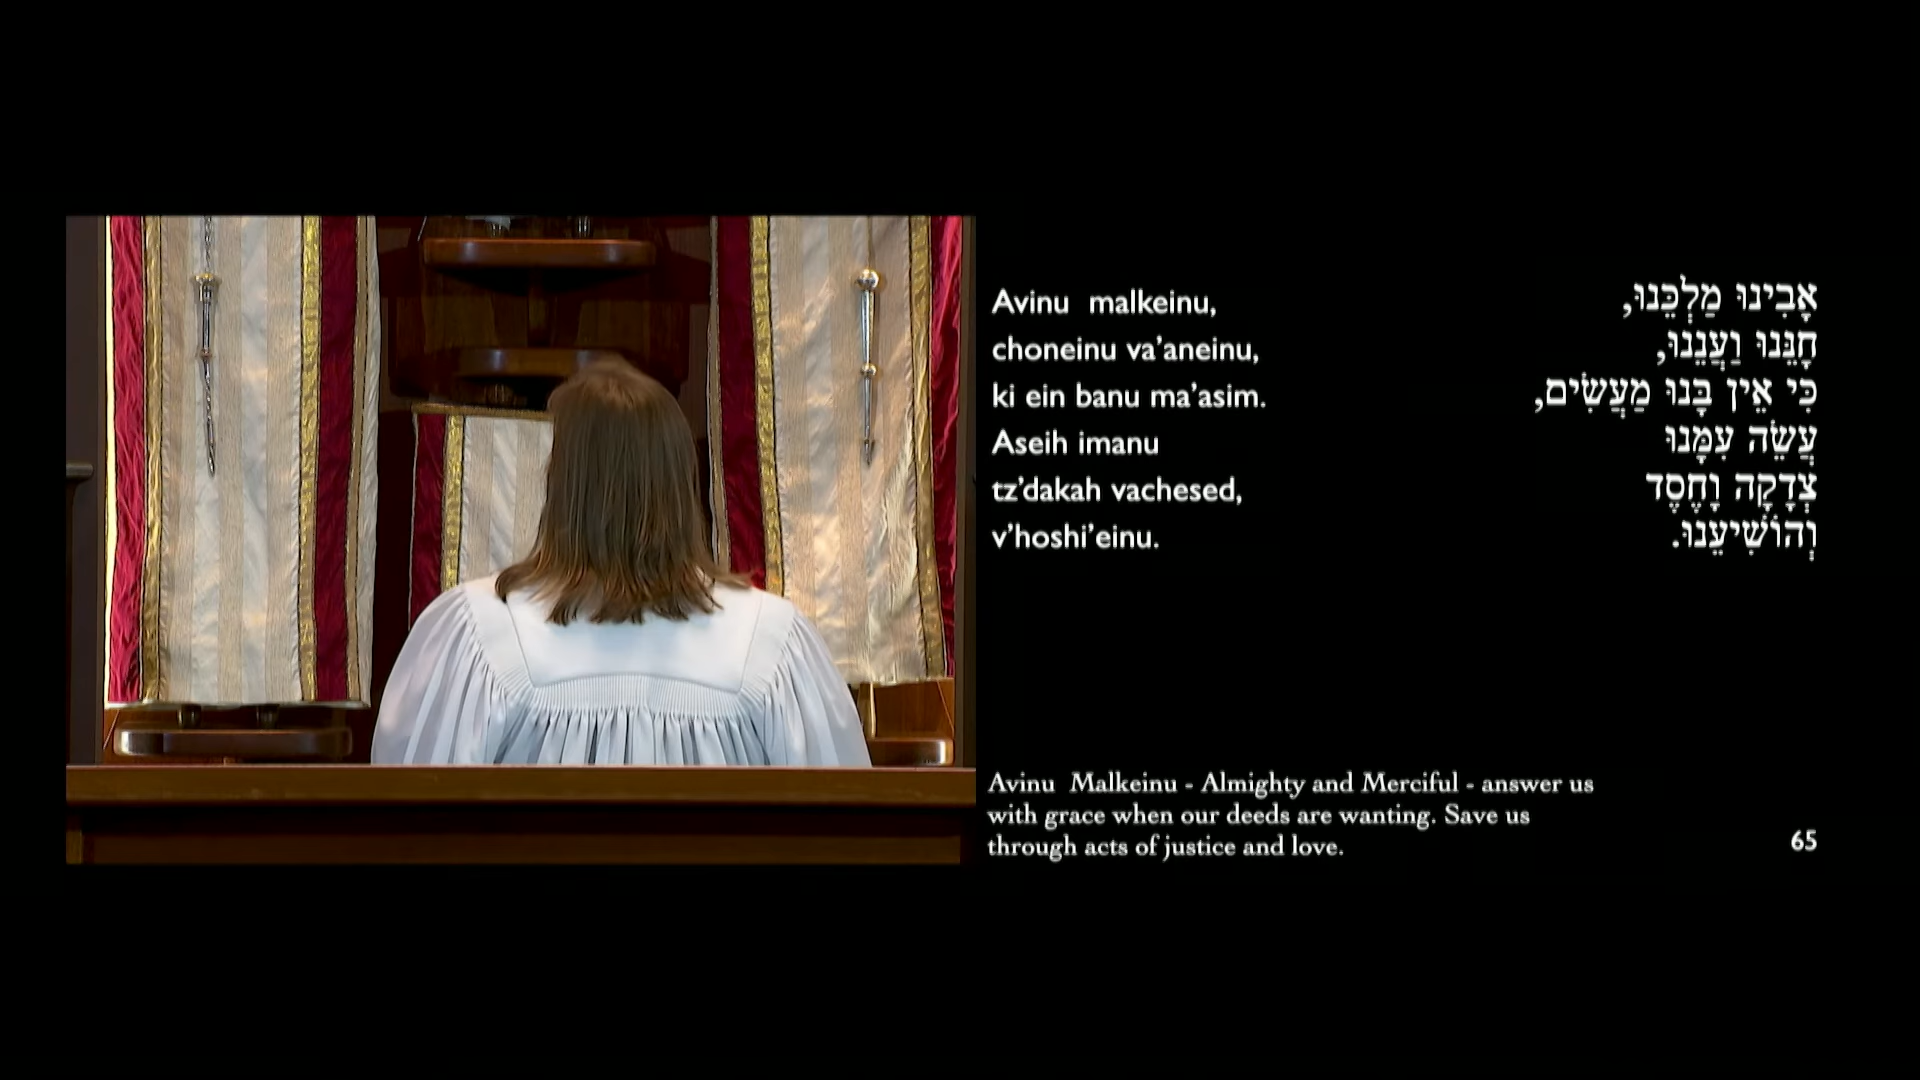 Avinu malkeinu,
choneinu va'aneinu,
ki ein banu ma'asim.
Aseih imanu
tz'dakah vachesed,
v'hoshi'einu.
אָבִינוּ מַלְכֵּנוּ,
חָנֵּנוּ וַעֲנֵנוּ,
כִּי אֵין בָּנוּ מַעֲשִׂים,
עֲשֵׂה עִמָּנוּ
צְדָקָה וָחֶסֶד
וְהוֹשִׁיעֵנוּ.
Avinu Malkeinu - Almighty and Merciful - answer us
with grace when our deeds are wanting. Save us
through acts of justice and love.
65